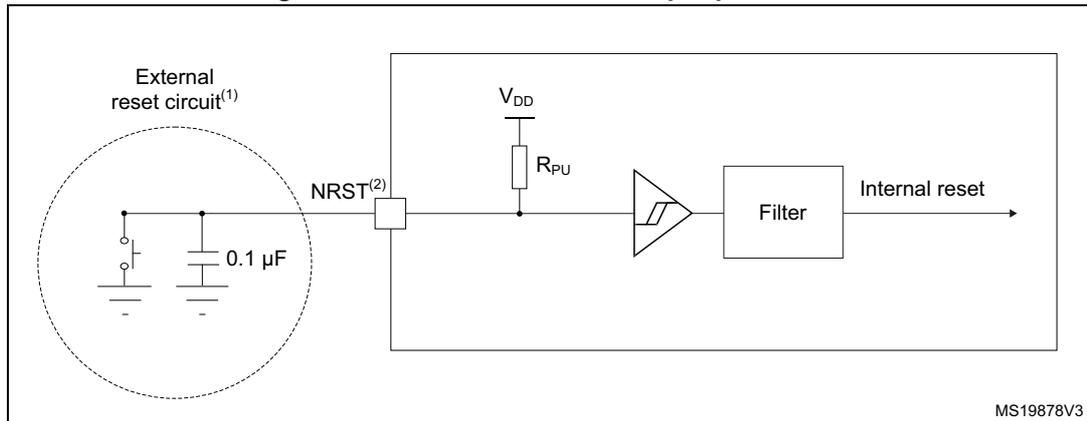 External
reset circuit(1)
VDD
RPU
NRST(2)
0.1 µF
Filter
Internal reset
MS19878V3